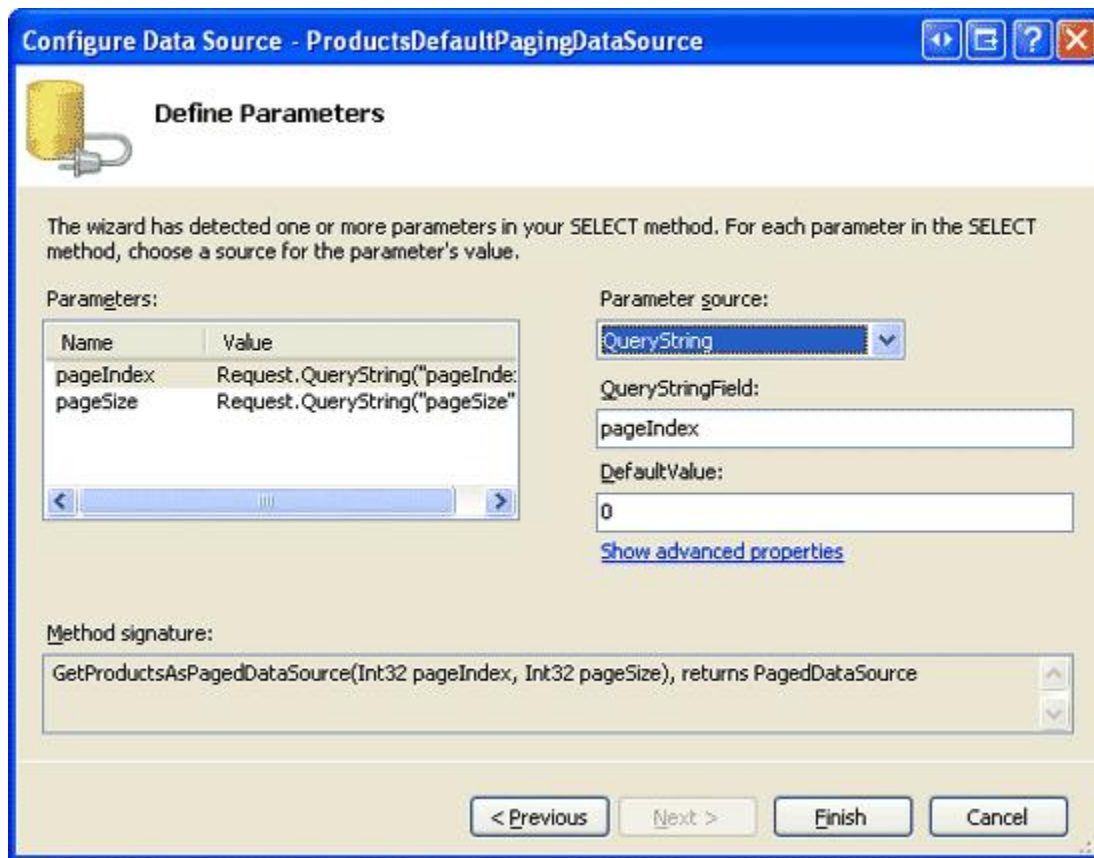 Configure Data Source - ProductsDefaultPagingDataSource
Define Parameters
The wizard has detected one or more parameters in your SELECT method. For each parameter in the SELECT
method, choose a source for the parameter's value.
Parameters:
Name Value
pageIndex Request.QueryString("pageIndex
pageSize Request.QueryString("pageSize"
Parameter source:
QueryString
QueryStringField:
pageIndex
DefaultValue:
0
Show advanced properties
Method signature:
GetProductsAsPagedDataSource(Int32 pageIndex, Int32 pageSize), returns PagedDataSource
< Previous Next > Finish Cancel